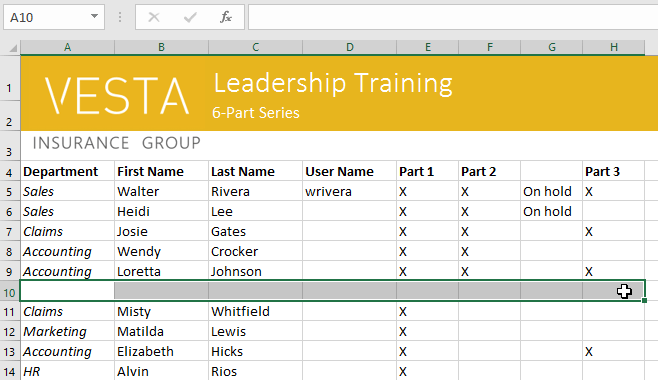 A10 fx
A B C D E F G H
1 VESTA Leadership Training
2 6-Part Series
3 INSURANCE GROUP
4 Department First Name Last Name User Name Part 1 Part 2 Part 3
5 Sales Walter Rivera wrivera X X On hold X
6 Sales Heidi Lee X X On hold
7 Claims Josie Gates X X X
8 Accounting Wendy Crocker X X
9 Accounting Loretta Johnson X X X
10
11 Claims Misty Whitfield X
12 Marketing Matilda Lewis X
13 Accounting Elizabeth Hicks X X
14 HR Alvin Rios X